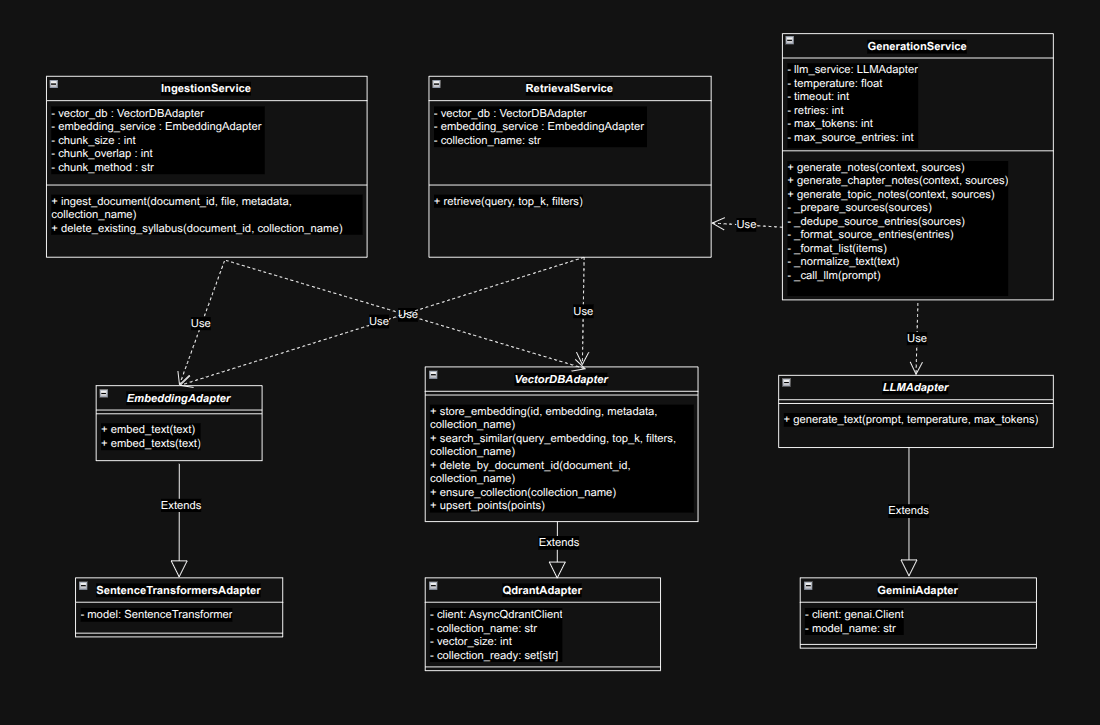 IngestionService
- vector_db : VectorDBAdapter
- embedding_service : EmbeddingAdapter
- chunk_size : int
- chunk_overlap : int
- chunk_method : str
+ ingest_document(document_id, file, metadata,
collection_name)
+ delete_existing_syllabus(document_id, collection_name)
RetrievalService
- vector_db : VectorDBAdapter
- embedding_service : EmbeddingAdapter
- collection_name: str
+ retrieve(query, top_k, filters)
GenerationService
- llm_service: LLMAdapter
- temperature: float
- timeout: int
- retries: int
- max_tokens: int
- max_source_entries: int
+ generate_notes(context, sources)
+ generate_chapter_notes(context, sources)
+ generate_topic_notes(context, sources)
- _prepare_sources(sources)
- _dedupe_source_entries(sources)
- _format_source_entries(entries)
- _format_list(items)
- _normalize_text(text)
- _call_llm(prompt)
Use
Use
Use
Use
Use
Use
EmbeddingAdapter
+ embed_text(text)
+ embed_texts(text)
VectorDBAdapter
+ store_embedding(id, embedding, metadata,
collection_name)
+ search_similar(query_embedding, top_k, filters,
collection_name)
+ delete_by_document_id(document_id,
collection_name)
+ ensure_collection(collection_name)
+ upsert_points(points)
LLMAdapter
+ generate_text(prompt, temperature, max_tokens)
Extends
Extends
Extends
SentenceTransformersAdapter
- model: SentenceTransformer
QdrantAdapter
- client: AsyncQdrantClient
- collection_name: str
- vector_size: int
- collection_ready: set[str]
GeminiAdapter
- client: genai.Client
- model_name: str